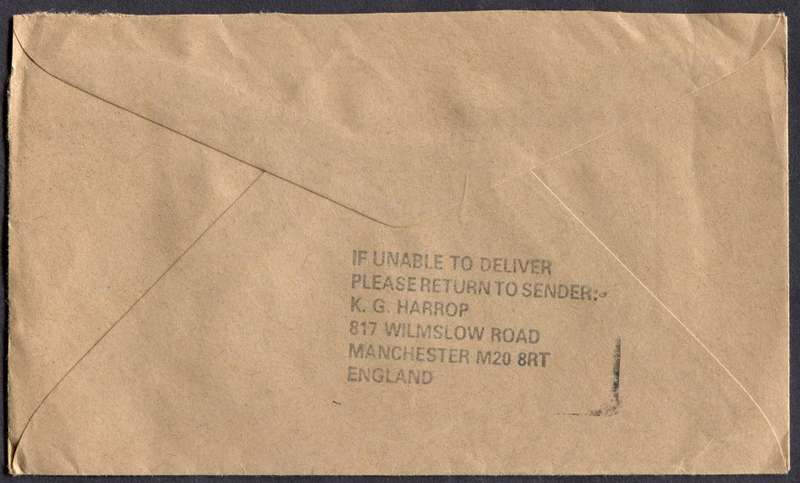 IF UNABLE TO DELIVER
PLEASE RETURN TO SENDER:-
K. G. HARROP
817 WILMSLOW ROAD
MANCHESTER M20 8RT
ENGLAND